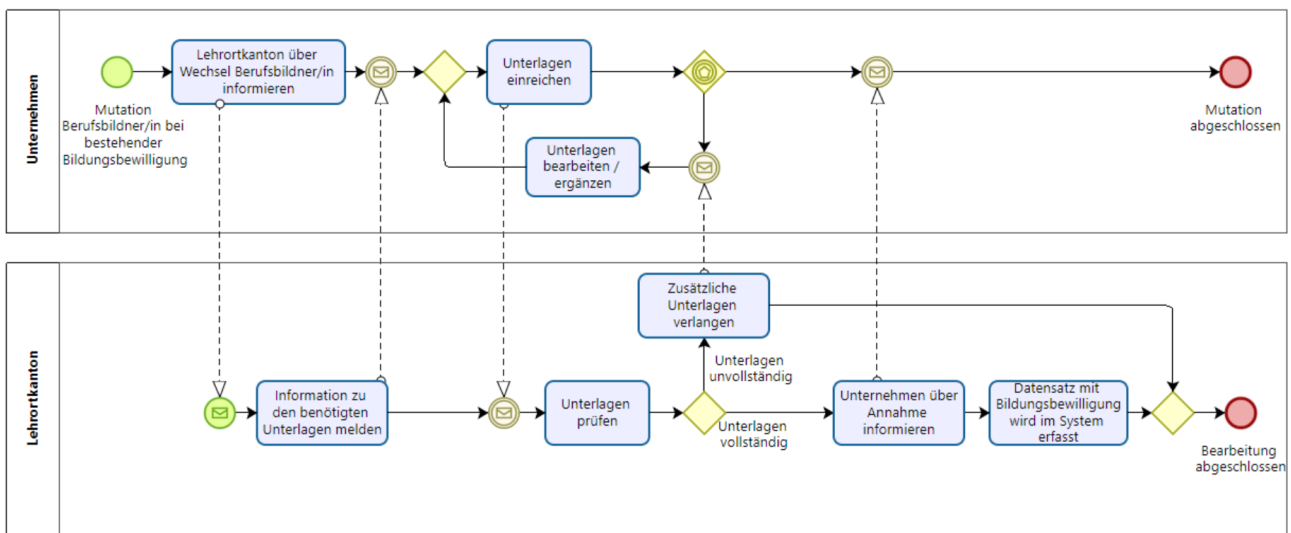 Unternehmen
Mutation
Berufsbildner/in bei
bestehender
Bildungsbewilligung
Lehrortkanton über
Wechsel Berufsbildner/in
informieren
Unterlagen
einreichen
Unterlagen
bearbeiten /
ergänzen
Mutation
abgeschlossen
Lehrortkanton
Information zu
den benötigten
Unterlagen melden
Unterlagen
prüfen
Zusätzliche
Unterlagen
verlangen
Unterlagen
unvollständig
Unterlagen
vollständig
Unternehmen über
Annahme
informieren
Datensatz mit
Bildungsbewilligung
wird im System
erfasst
Bearbeitung
abgeschlossen